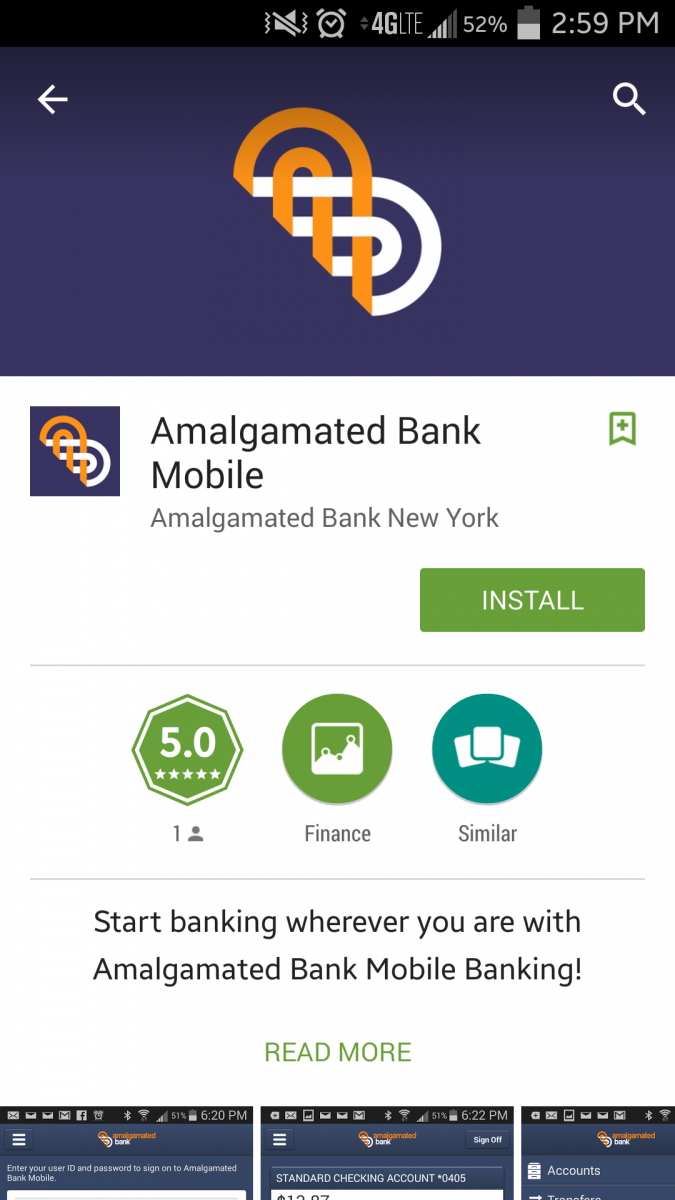 4G LTE 52% 2:59 PM
Amalgamated Bank
Mobile
Amalgamated Bank New York
INSTALL
5.0
1
Finance
Similar
Start banking wherever you are with
Amalgamated Bank Mobile Banking!
READ MORE
51% 6:20 PM
amalgamated
bank
Enter your user ID and password to sign on to Amalgamated
Bank Mobile.
51% 6:22 PM
amalgamated
bank
Sign Off
STANDARD CHECKING ACCOUNT *0405
$12.87
amalgamated
bank
Accounts
Transfers